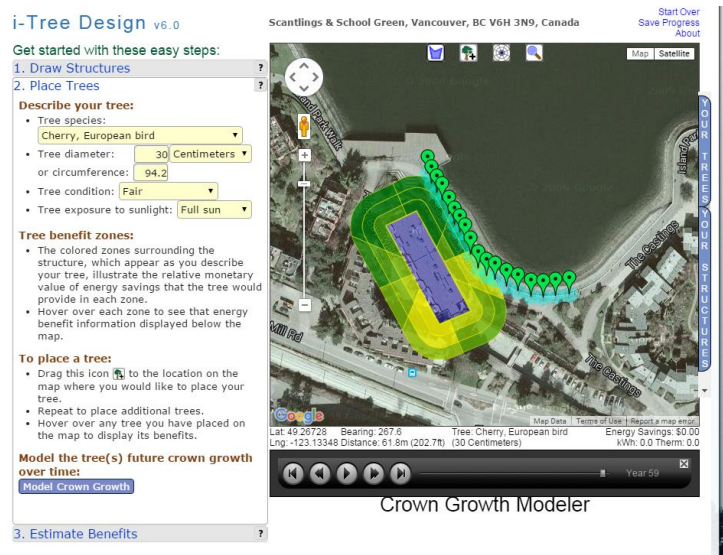 i-Tree Design v6.0
Scantlings & School Green, Vancouver, BC V6H 3N9, Canada
Start Over
Save Progress
About
Get started with these easy steps:
1. Draw Structures ?
2. Place Trees ?
Describe your tree:
• Tree species:
Cherry, European bird
• Tree diameter: 30 Centimeters
or circumference: 94.2
• Tree condition: Fair
• Tree exposure to sunlight: Full sun
Tree benefit zones:
• The colored zones surrounding the
structure, which appear as you describe
your tree, illustrate the relative monetary
value of energy savings that the tree would
provide in each zone.
• Hover over each zone to see that energy
benefit information displayed below the
map.
To place a tree:
• Drag this icon to the location on the
map where you would like to place your
tree.
• Repeat to place additional trees.
• Hover over any tree you have placed on
the map to display its benefits.
Model the tree(s) future crown growth
over time:
Model Crown Growth
3. Estimate Benefits ?
Map Satellite
Island Park Walk
Island Park
The Castings
The Castings
Mill Rd
YOUR TREES
YOUR STRUCTURES
Google
Map Data Terms of Use Report a map error
Lat: 49.26728 Bearing: 267.6 Tree: Cherry, European bird Energy Savings: $0.00
Lng: -123.13348 Distance: 61.8m (202.7ft) (30 Centimeters) kWh: 0.0 Therm: 0.0
Year 59
Crown Growth Modeler